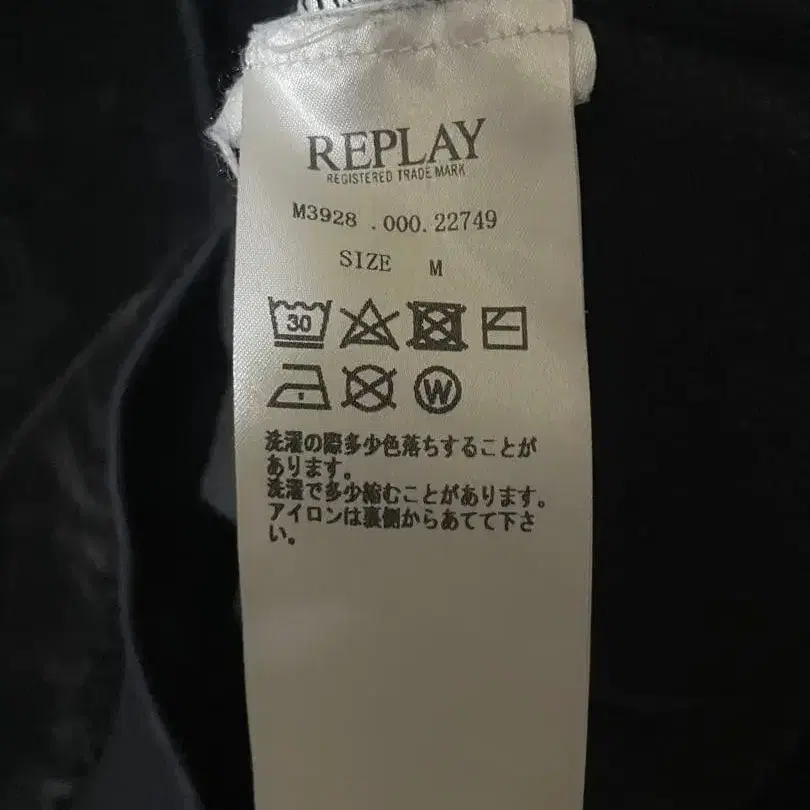 REPLAY
REGISTERED TRADE MARK
M3928 .000.22749
SIZE M
30
W
洗濯の際多少色落ちすることが
あります。
洗濯で多少縮むことがあります。
アイロンは裏側からあてて下さ
い。